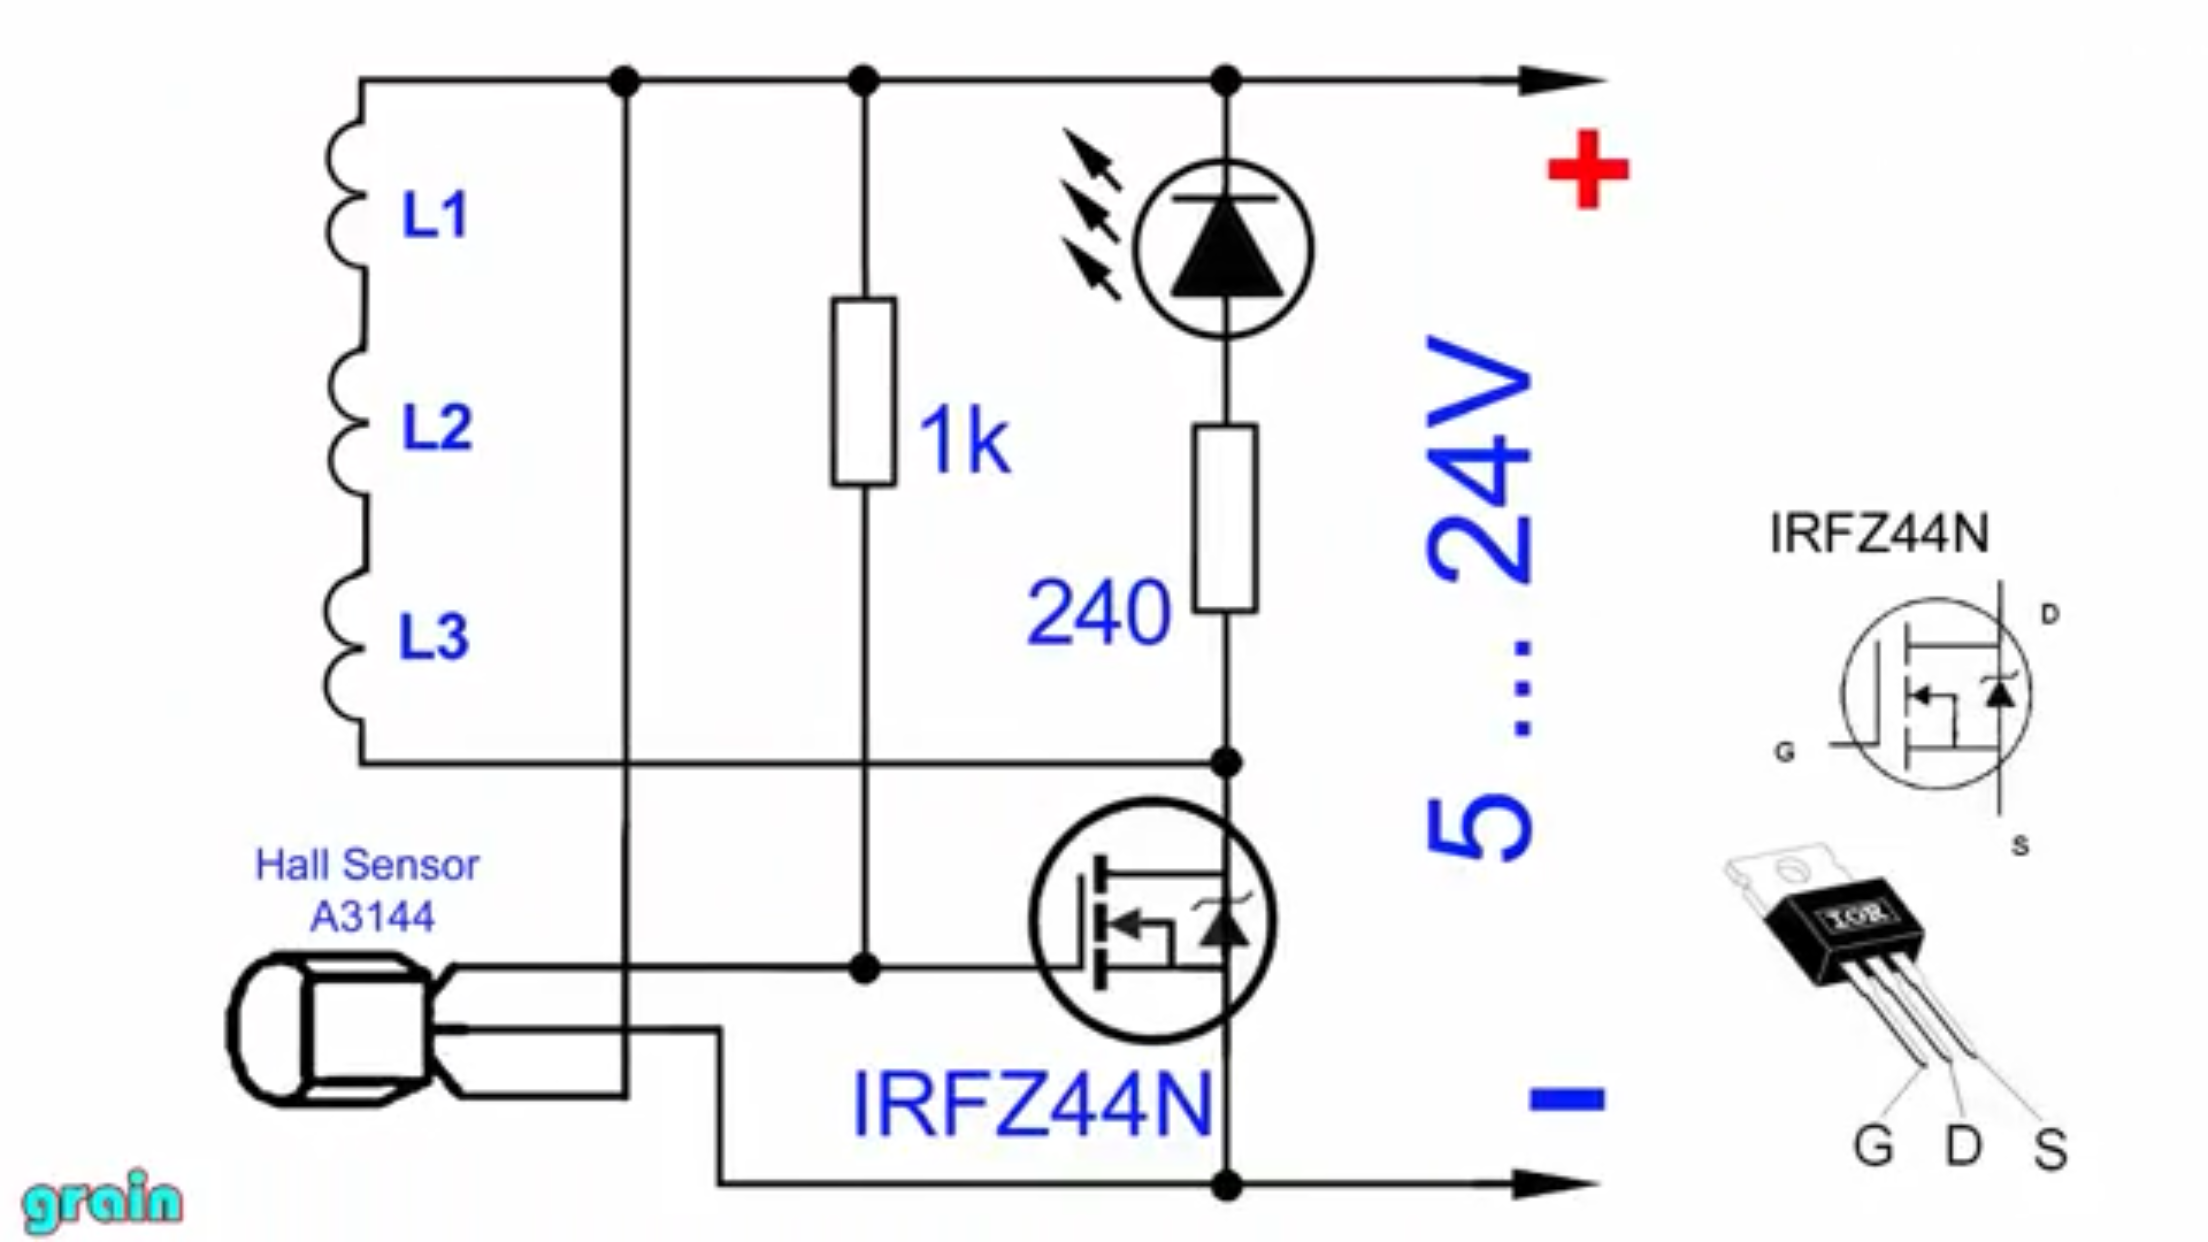 L1
L2
L3
1k
240
5 ... 24V
+
-
Hall Sensor
A3144
IRFZ44N
IRFZ44N
D
G
S
IOR
G D S
grain